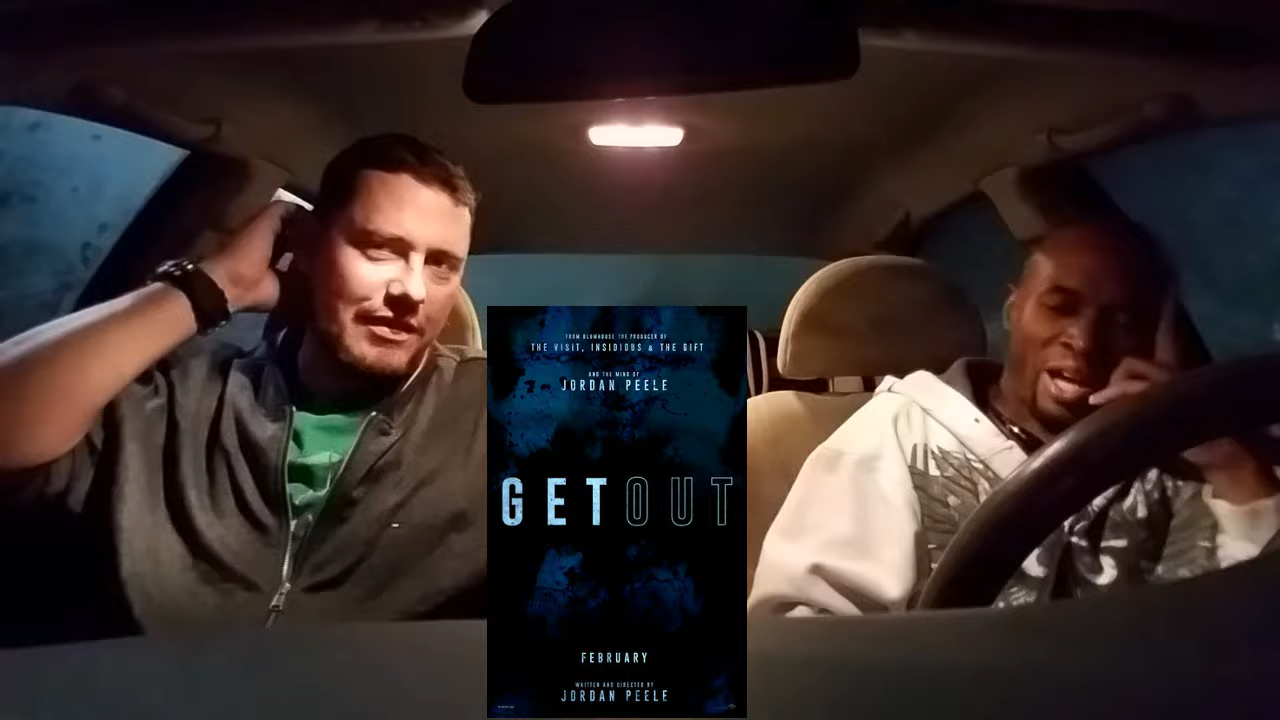 FROM BLUMHOUSE THE PRODUCER OF
THE VISIT, INSIDIOUS & THE GIFT
AND THE MIND OF
JORDAN PEELE
GET OUT
FEBRUARY
WRITTEN AND DIRECTED BY
JORDAN PEELE